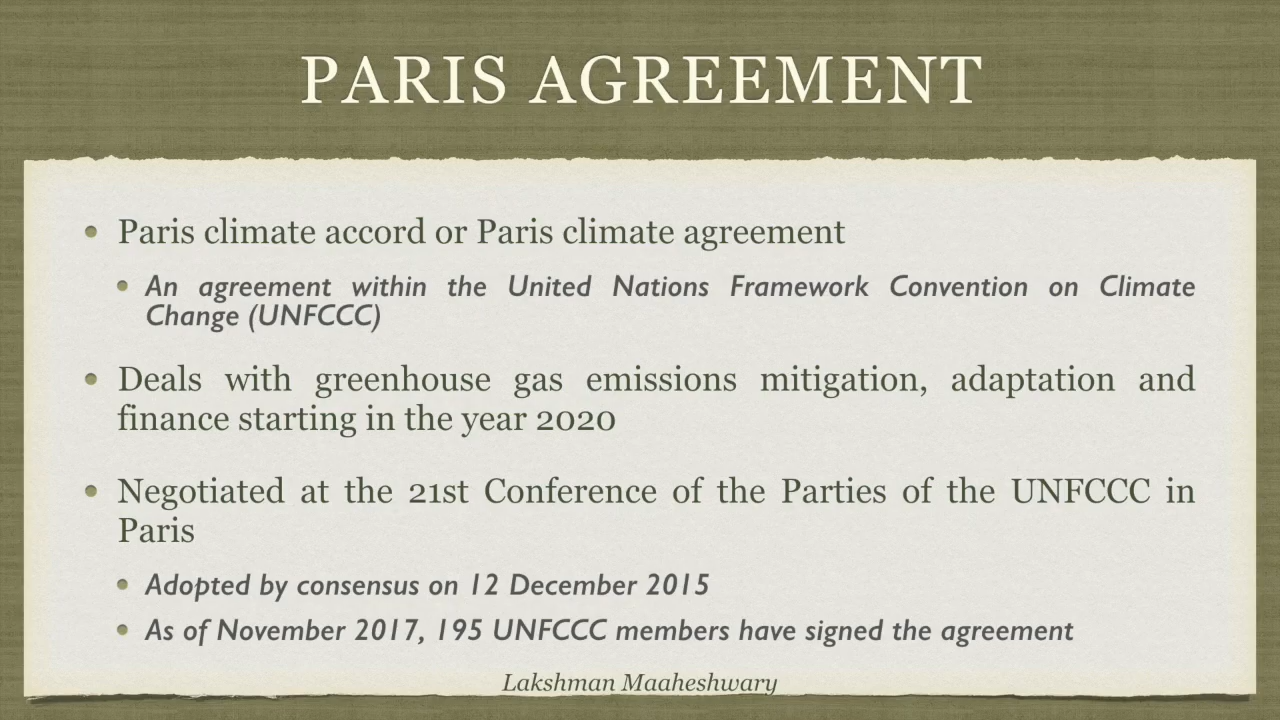 PARIS AGREEMENT
• Paris climate accord or Paris climate agreement
• An agreement within the United Nations Framework Convention on Climate
Change (UNFCCC)
• Deals with greenhouse gas emissions mitigation, adaptation and
finance starting in the year 2020
• Negotiated at the 21st Conference of the Parties of the UNFCCC in
Paris
• Adopted by consensus on 12 December 2015
• As of November 2017, 195 UNFCCC members have signed the agreement
Lakshman Maaheshwary